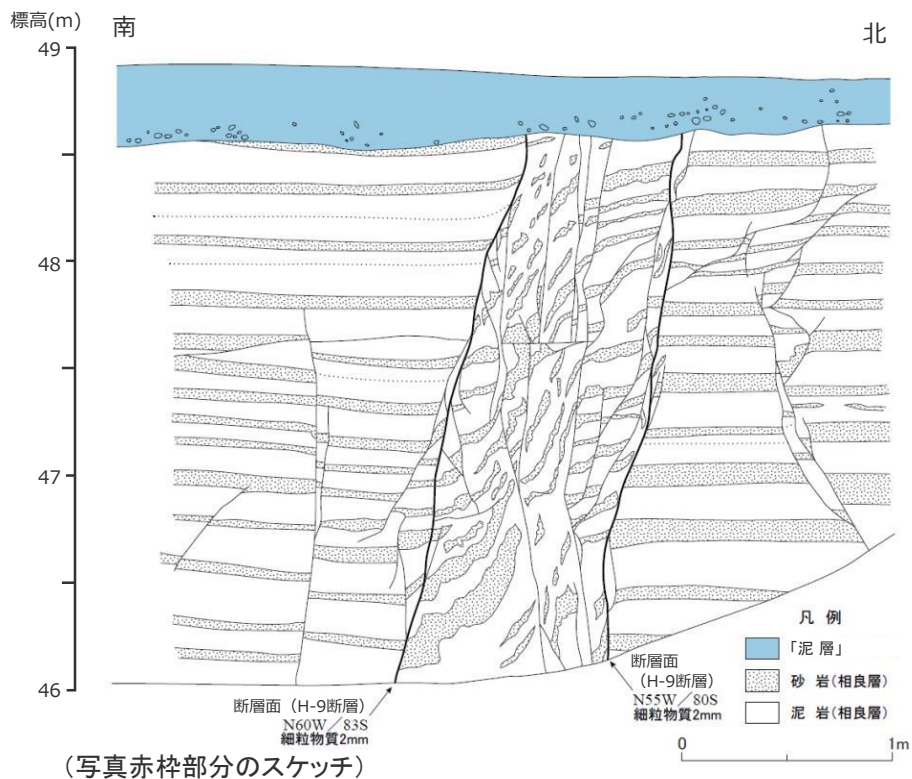 標高(m)
南
北
49
48
47
46
断層面（H-9断層）
N60W／83S
細粒物質2mm
断層面
（H-9断層）
N55W／80S
細粒物質2mm
凡 例
「泥 層」
砂 岩(相良層)
泥 岩(相良層)
0
1m
(写真赤枠部分のスケッチ)